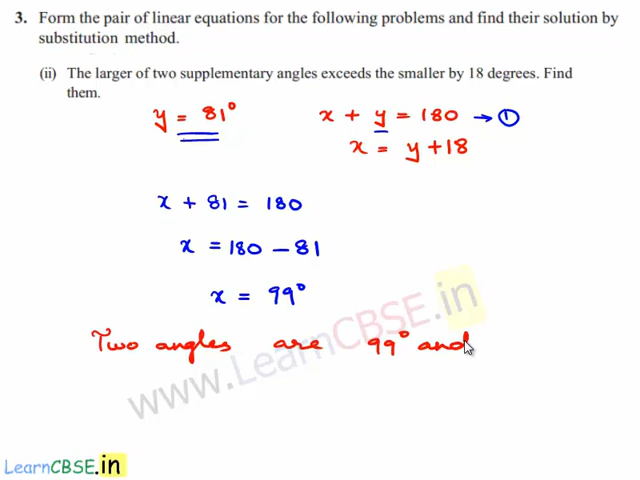 3. Form the pair of linear equations for the following problems and find their solution by
substitution method.
(ii) The larger of two supplementary angles exceeds the smaller by 18 degrees. Find
them.
y = 81°
x + y = 180 → ①
x = y + 18
x + 81 = 180
x = 180 - 81
x = 99°
Two angles are 99° and
www.LearnCBSE.in
LearnCBSE.in